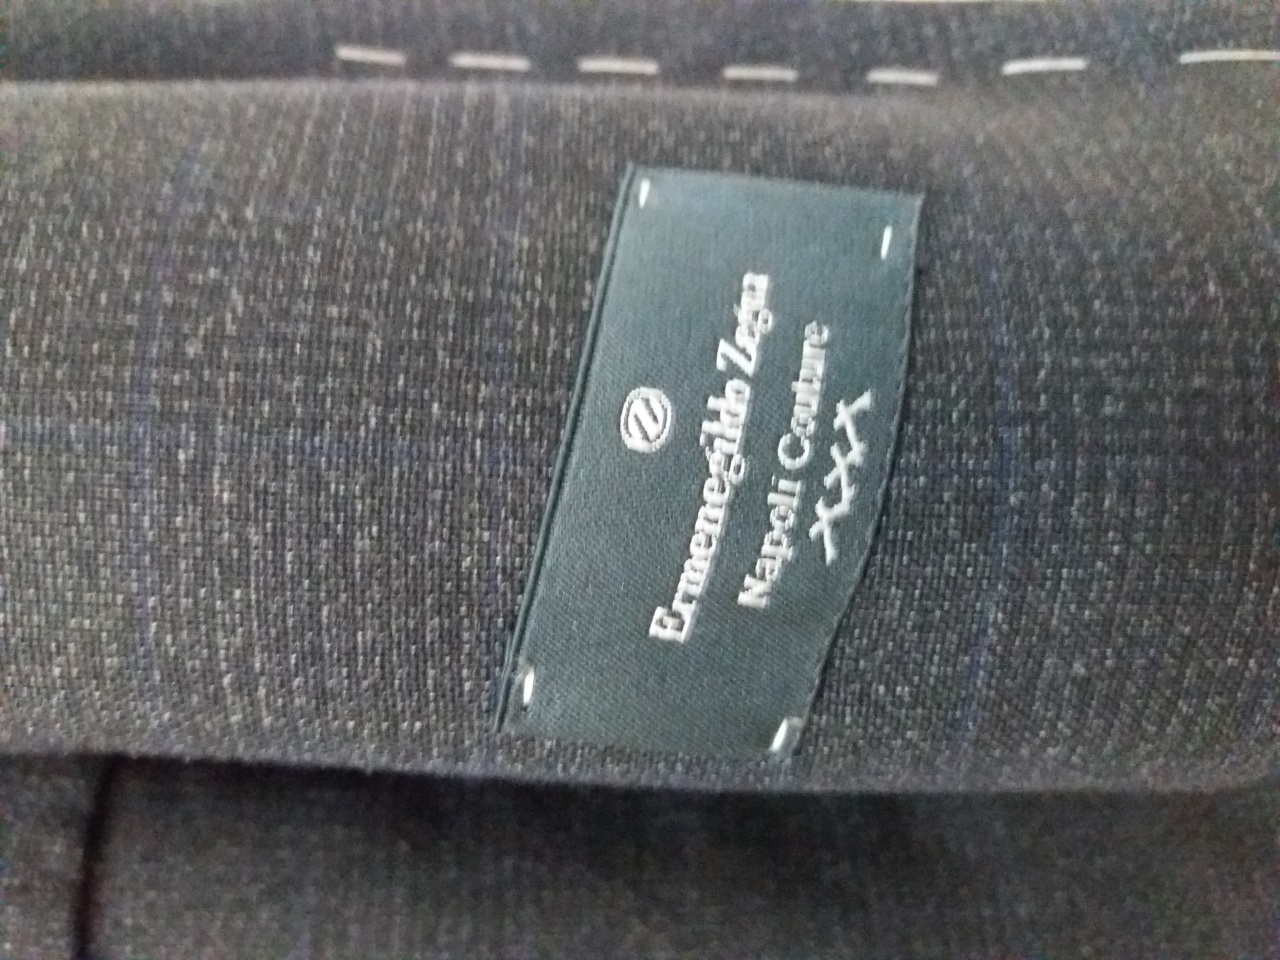 Z
Ermenegildo Zegna
Napoli Couture
XXX